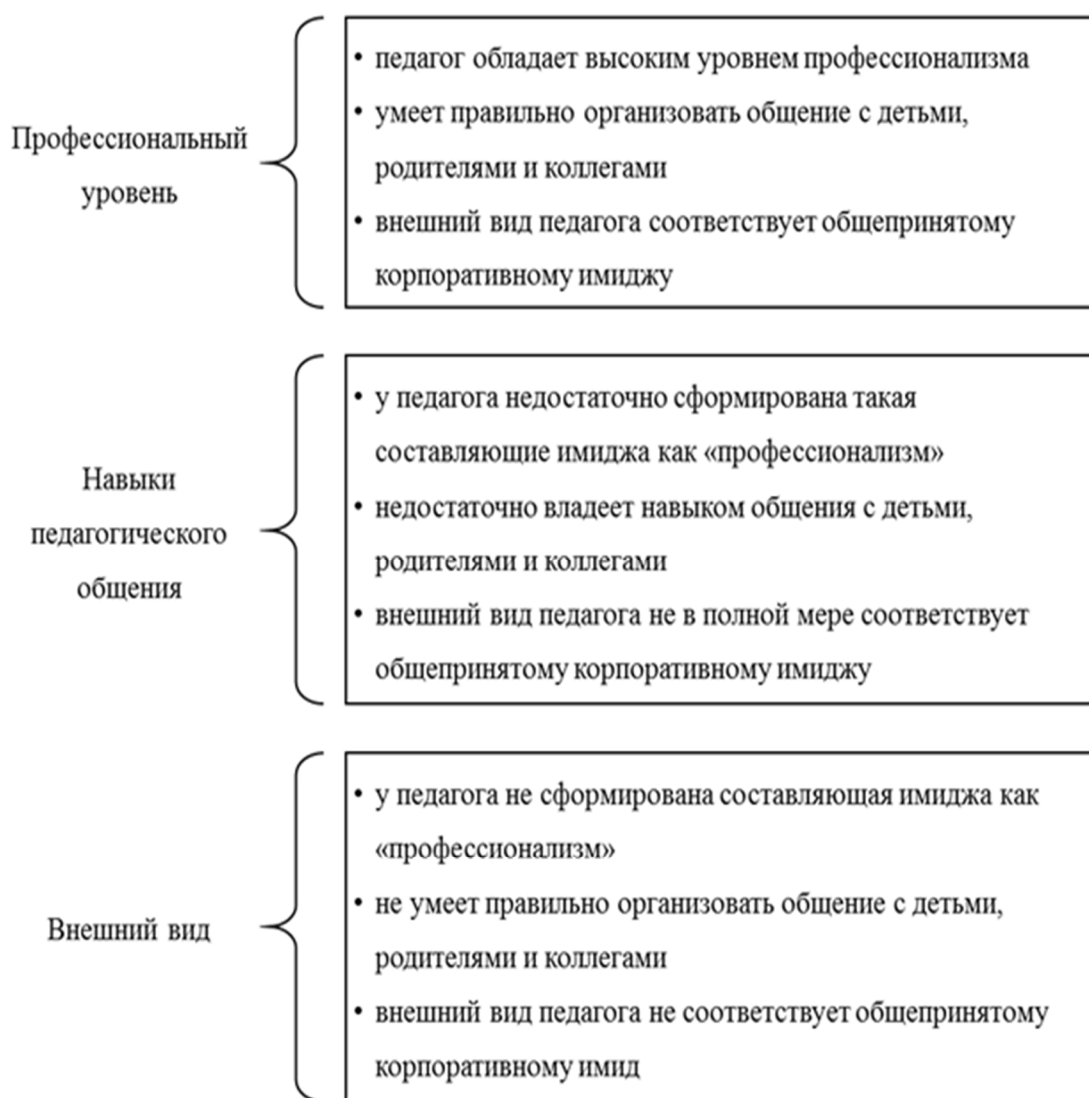 Профессиональный
уровень
• педагог обладает высоким уровнем профессионализма
• умеет правильно организовать общение с детьми,
родителями и коллегами
• внешний вид педагога соответствует общепринятому
корпоративному имиджу
Навыки
педагогического
общения
• у педагога недостаточно сформирована такая
составляющие имиджа как «профессионализм»
• недостаточно владеет навыком общения с детьми,
родителями и коллегами
• внешний вид педагога не в полной мере соответствует
общепринятому корпоративному имиджу
Внешний вид
• у педагога не сформирована составляющая имиджа как
«профессионализм»
• не умеет правильно организовать общение с детьми,
родителями и коллегами
• внешний вид педагога не соответствует общепринятому
корпоративному имид